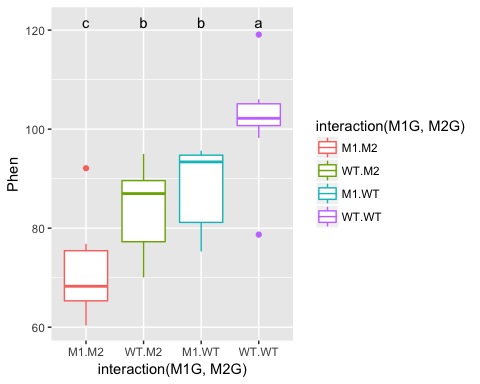 c b b a
120
100
80
60
Phen
M1.M2 WT.M2 M1.WT WT.WT
interaction(M1G, M2G)
interaction(M1G, M2G)
M1.M2
WT.M2
M1.WT
WT.WT